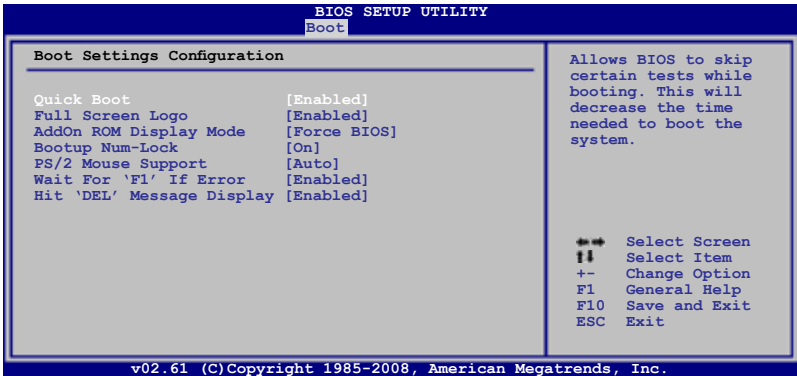 BIOS SETUP UTILITY
Boot
Boot Settings Configuration
Quick Boot [Enabled]
Full Screen Logo [Enabled]
AddOn ROM Display Mode [Force BIOS]
Bootup Num-Lock [On]
PS/2 Mouse Support [Auto]
Wait For ‘F1’ If Error [Enabled]
Hit ‘DEL’ Message Display [Enabled]
Allows BIOS to skip
certain tests while
booting. This will
decrease the time
needed to boot the
system.
←→ Select Screen
↑↓ Select Item
+- Change Option
F1 General Help
F10 Save and Exit
ESC Exit
v02.61 (C)Copyright 1985-2008, American Megatrends, Inc.